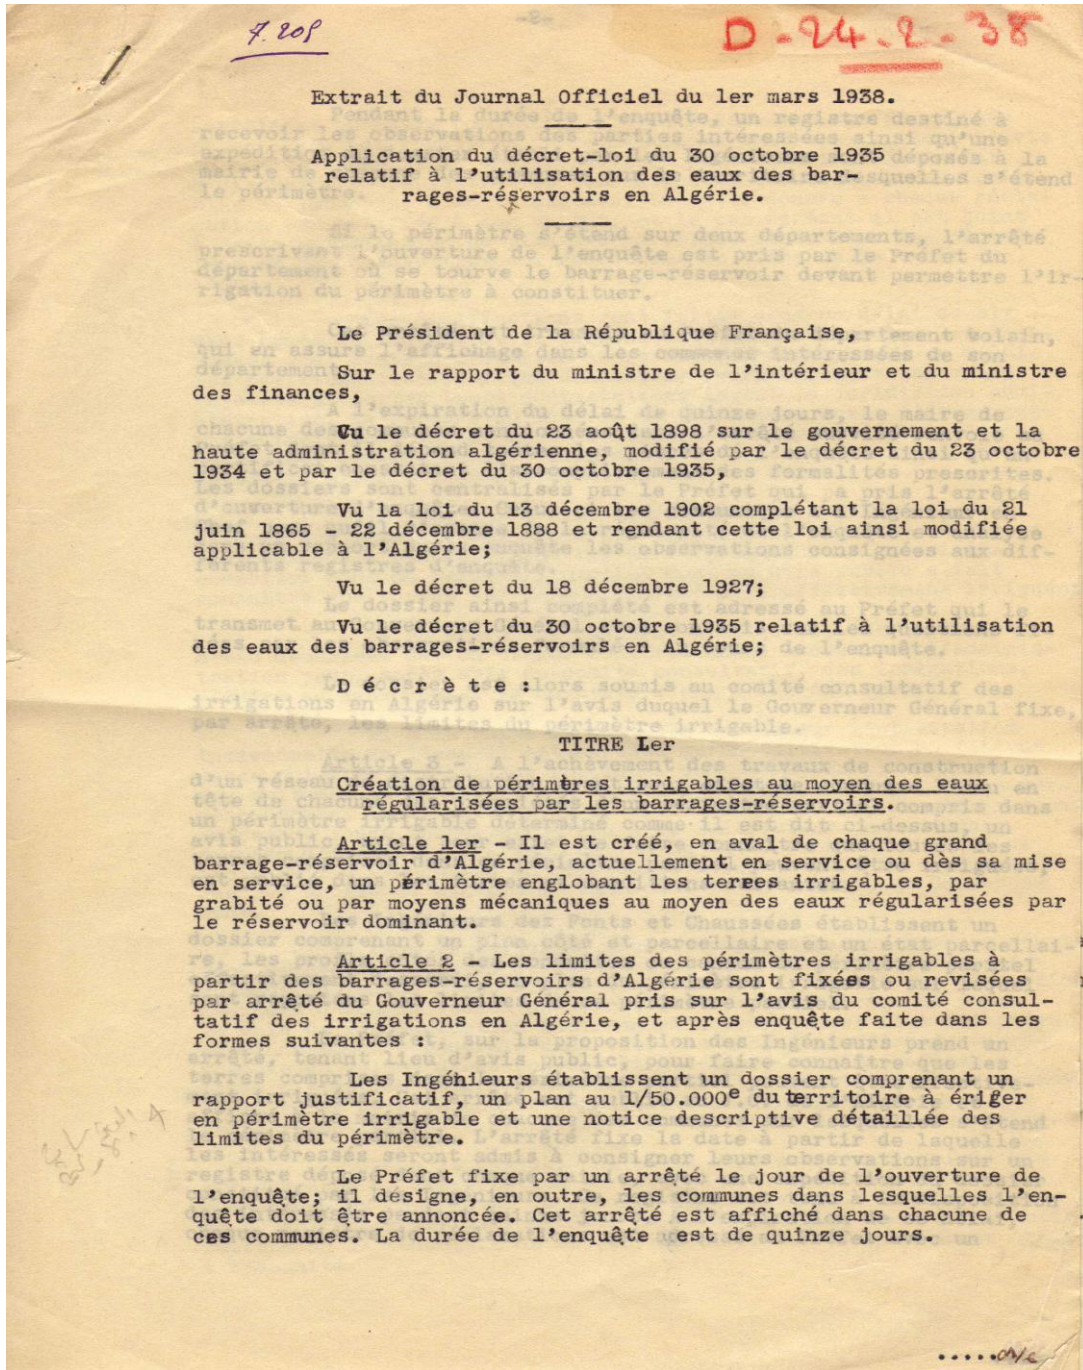 7.205
D-24-2-38
Extrait du Journal Officiel du 1er mars 1938.
Application du décret-loi du 30 octobre 1935
relatif à l'utilisation des eaux des bar-
rages-réservoirs en Algérie.
Le Président de la République Française,
Sur le rapport du ministre de l'intérieur et du ministre
des finances,
Vu le décret du 23 août 1898 sur le gouvernement et la
haute administration algérienne, modifié par le décret du 23 octobre
1934 et par le décret du 30 octobre 1935,
Vu la loi du 13 décembre 1902 complétant la loi du 21
juin 1865 - 22 décembre 1888 et rendant cette loi ainsi modifiée
applicable à l'Algérie;
Vu le décret du 18 décembre 1927;
Vu le décret du 30 octobre 1935 relatif à l'utilisation
des eaux des barrages-réservoirs en Algérie;
D é c r è t e :
TITRE Ier
Création de périmètres irrigables au moyen des eaux
régularisées par les barrages-réservoirs.
Article 1er - Il est créé, en aval de chaque grand
barrage-réservoir d'Algérie, actuellement en service ou dès sa mise
en service, un périmètre englobant les terres irrigables, par
grabité ou par moyens mécaniques au moyen des eaux régularisées par
le réservoir dominant.
Article 2 - Les limites des périmètres irrigables à
partir des barrages-réservoirs d'Algérie sont fixées ou revisées
par arrêté du Gouverneur Général pris sur l'avis du comité consul-
tatif des irrigations en Algérie, et après enquête faite dans les
formes suivantes :
Les Ingénieurs établissent un dossier comprenant un
rapport justificatif, un plan au 1/50.000e du territoire à ériger
en périmètre irrigable et une notice descriptive détaillée des
limites du périmètre.
Le Préfet fixe par un arrêté le jour de l'ouverture de
l'enquête; il désigne, en outre, les communes dans lesquelles l'en-
quête doit être annoncée. Cet arrêté est affiché dans chacune de
ces communes. La durée de l'enquête est de quinze jours.